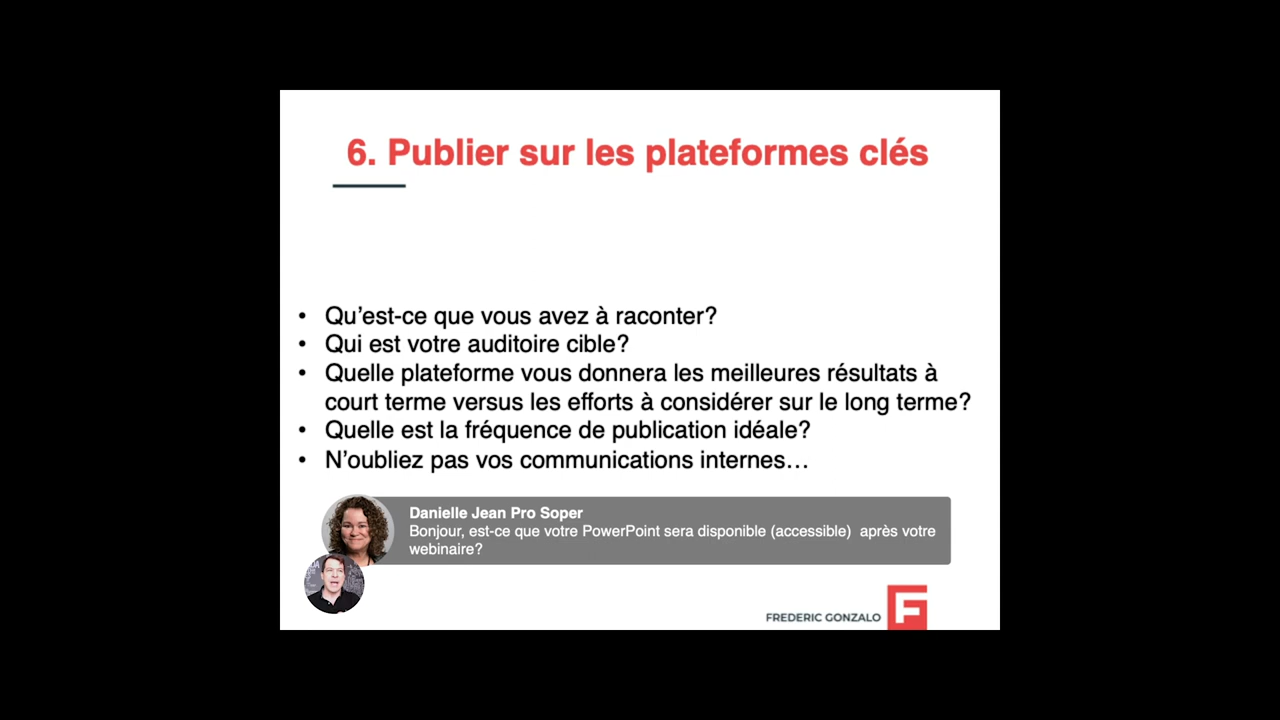 6. Publier sur les plateformes clés
• Qu’est-ce que vous avez à raconter?
• Qui est votre auditoire cible?
• Quelle plateforme vous donnera les meilleures résultats à
court terme versus les efforts à considérer sur le long terme?
• Quelle est la fréquence de publication idéale?
• N’oubliez pas vos communications internes…
Danielle Jean Pro Soper
Bonjour, est-ce que votre PowerPoint sera disponible (accessible)  après votre
webinaire?
FREDERIC GONZALO F